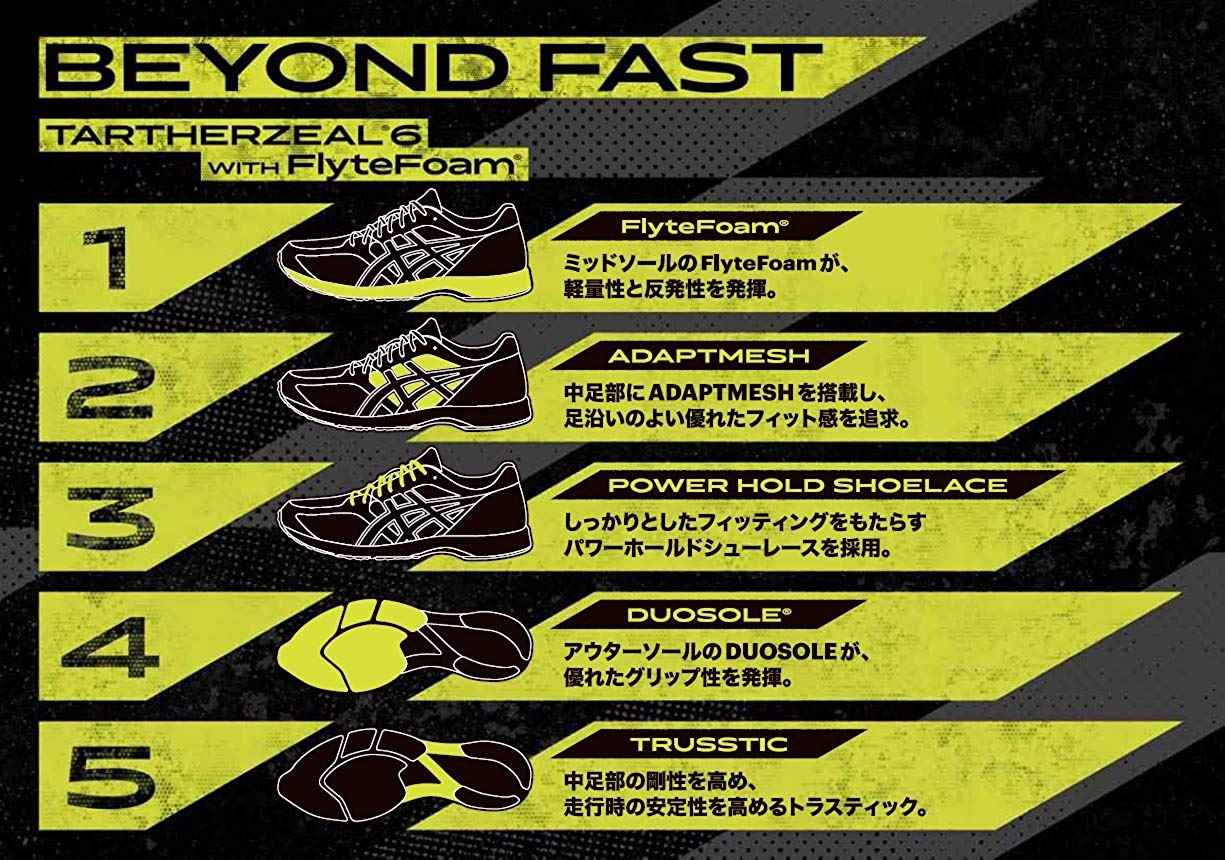 BEYOND FAST
TARTHERZEAL®6
WITH FlyteFoam®
1
FlyteFoam®
ミッドソールのFlyteFoamが、
軽量性と反発性を発揮。
2
ADAPTMESH
中足部にADAPTMESHを搭載し、
足沿いのよい優れたフィット感を追求。
3
POWER HOLD SHOELACE
しっかりとしたフィッティングをもたらす
パワーホールドシューレースを採用。
4
DUOSOLE®
アウターソールのDUOSOLEが、
優れたグリップ性を発揮。
5
TRUSSTIC
中足部の剛性を高め、
走行時の安定性を高めるトラスティック。